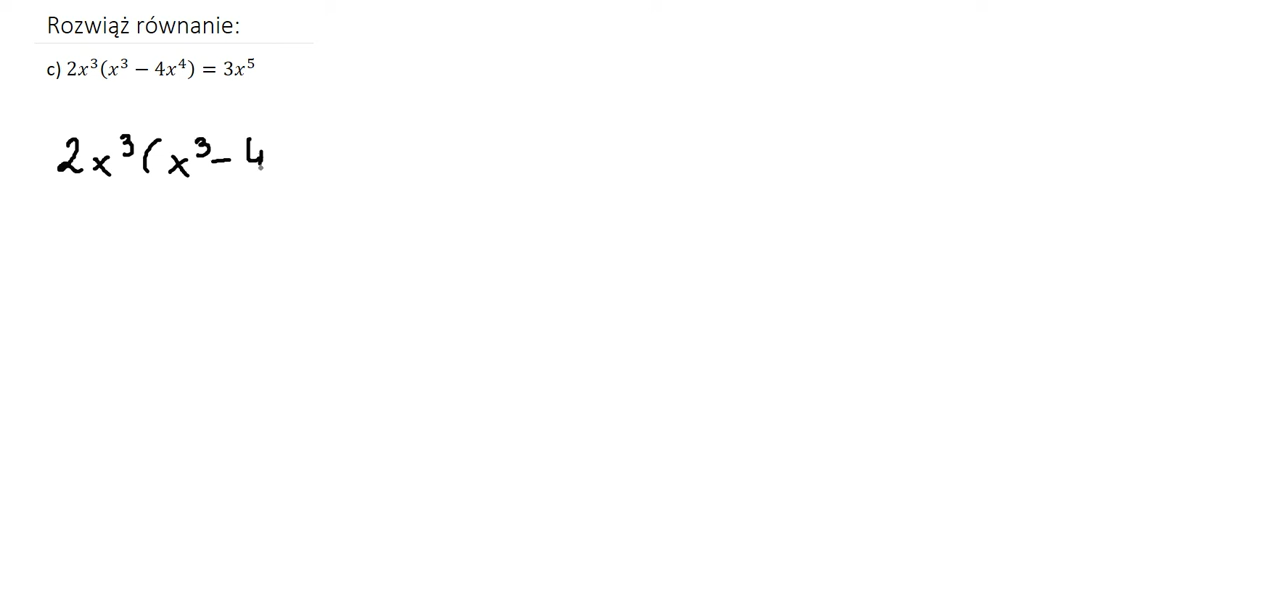 Rozwiąż równanie:
c) 2x³(x³ − 4x⁴) = 3x⁵
2x³(x³− 4